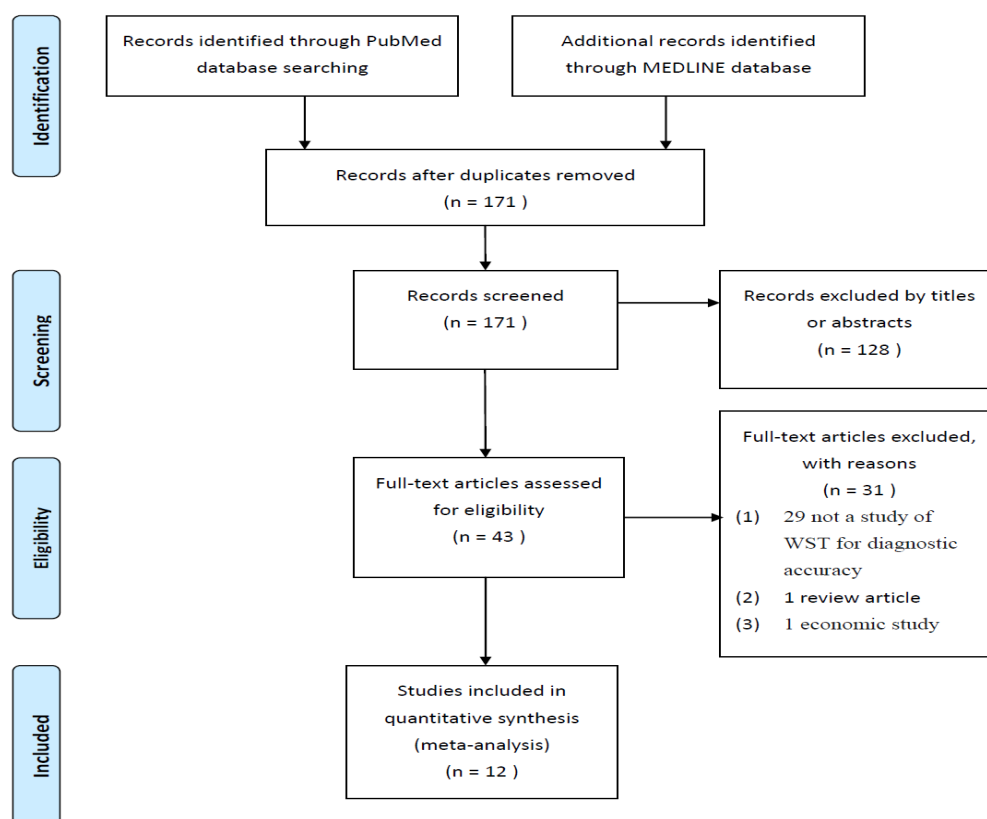 Identification
Records identified through PubMed
database searching
Additional records identified
through MEDLINE database
Records after duplicates removed
(n = 171 )
Screening
Records screened
(n = 171 )
Records excluded by titles
or abstracts
(n = 128 )
Eligibility
Full-text articles assessed
for eligibility
(n = 43 )
Full-text articles excluded,
with reasons
(n = 31 )
(1) 29 not a study of
WST for diagnostic
accuracy
(2) 1 review article
(3) 1 economic study
Included
Studies included in
quantitative synthesis
(meta-analysis)
(n = 12 )